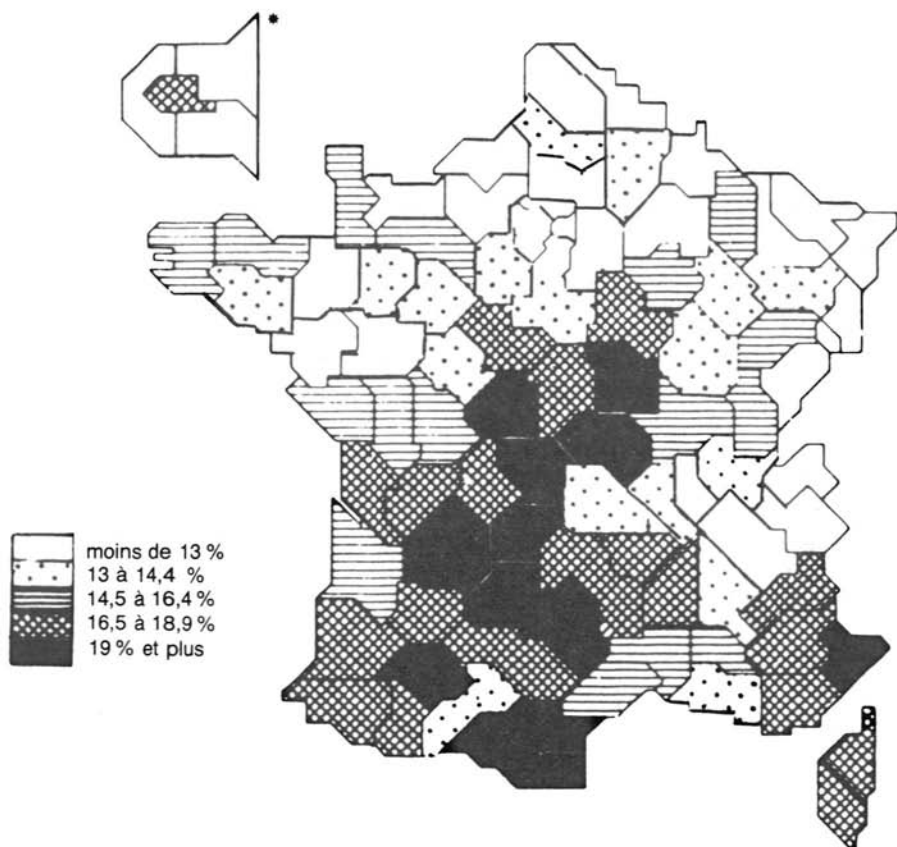 *
moins de 13 %
13 à 14,4 %
14,5 à 16,4 %
16,5 à 18,9 %
19 % et plus